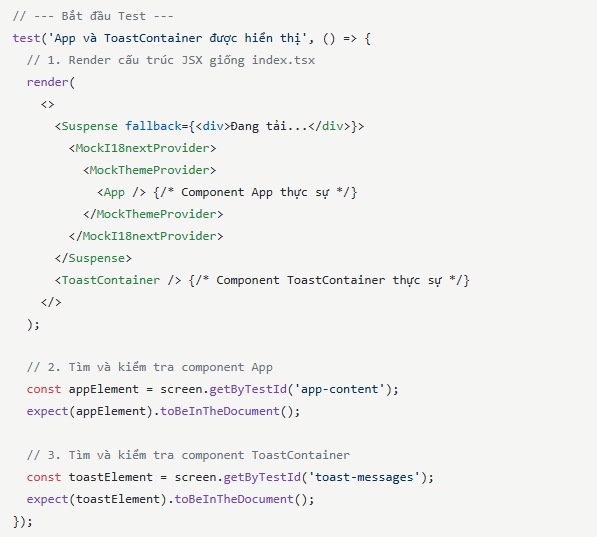 // --- Bắt đầu Test ---
test('App và ToastContainer được hiển thị', () => {
  // 1. Render cấu trúc JSX giống index.tsx
  render(
    <>
      <Suspense fallback={<div>Đang tải...</div>}>
        <MockI18nextProvider>
          <MockThemeProvider>
            <App /> {/* Component App thực sự */}
          </MockThemeProvider>
        </MockI18nextProvider>
      </Suspense>
      <ToastContainer /> {/* Component ToastContainer thực sự */}
    </>
  );

  // 2. Tìm và kiểm tra component App
  const appElement = screen.getByTestId('app-content');
  expect(appElement).toBeInTheDocument();

  // 3. Tìm và kiểm tra component ToastContainer
  const toastElement = screen.getByTestId('toast-messages');
  expect(toastElement).toBeInTheDocument();
});